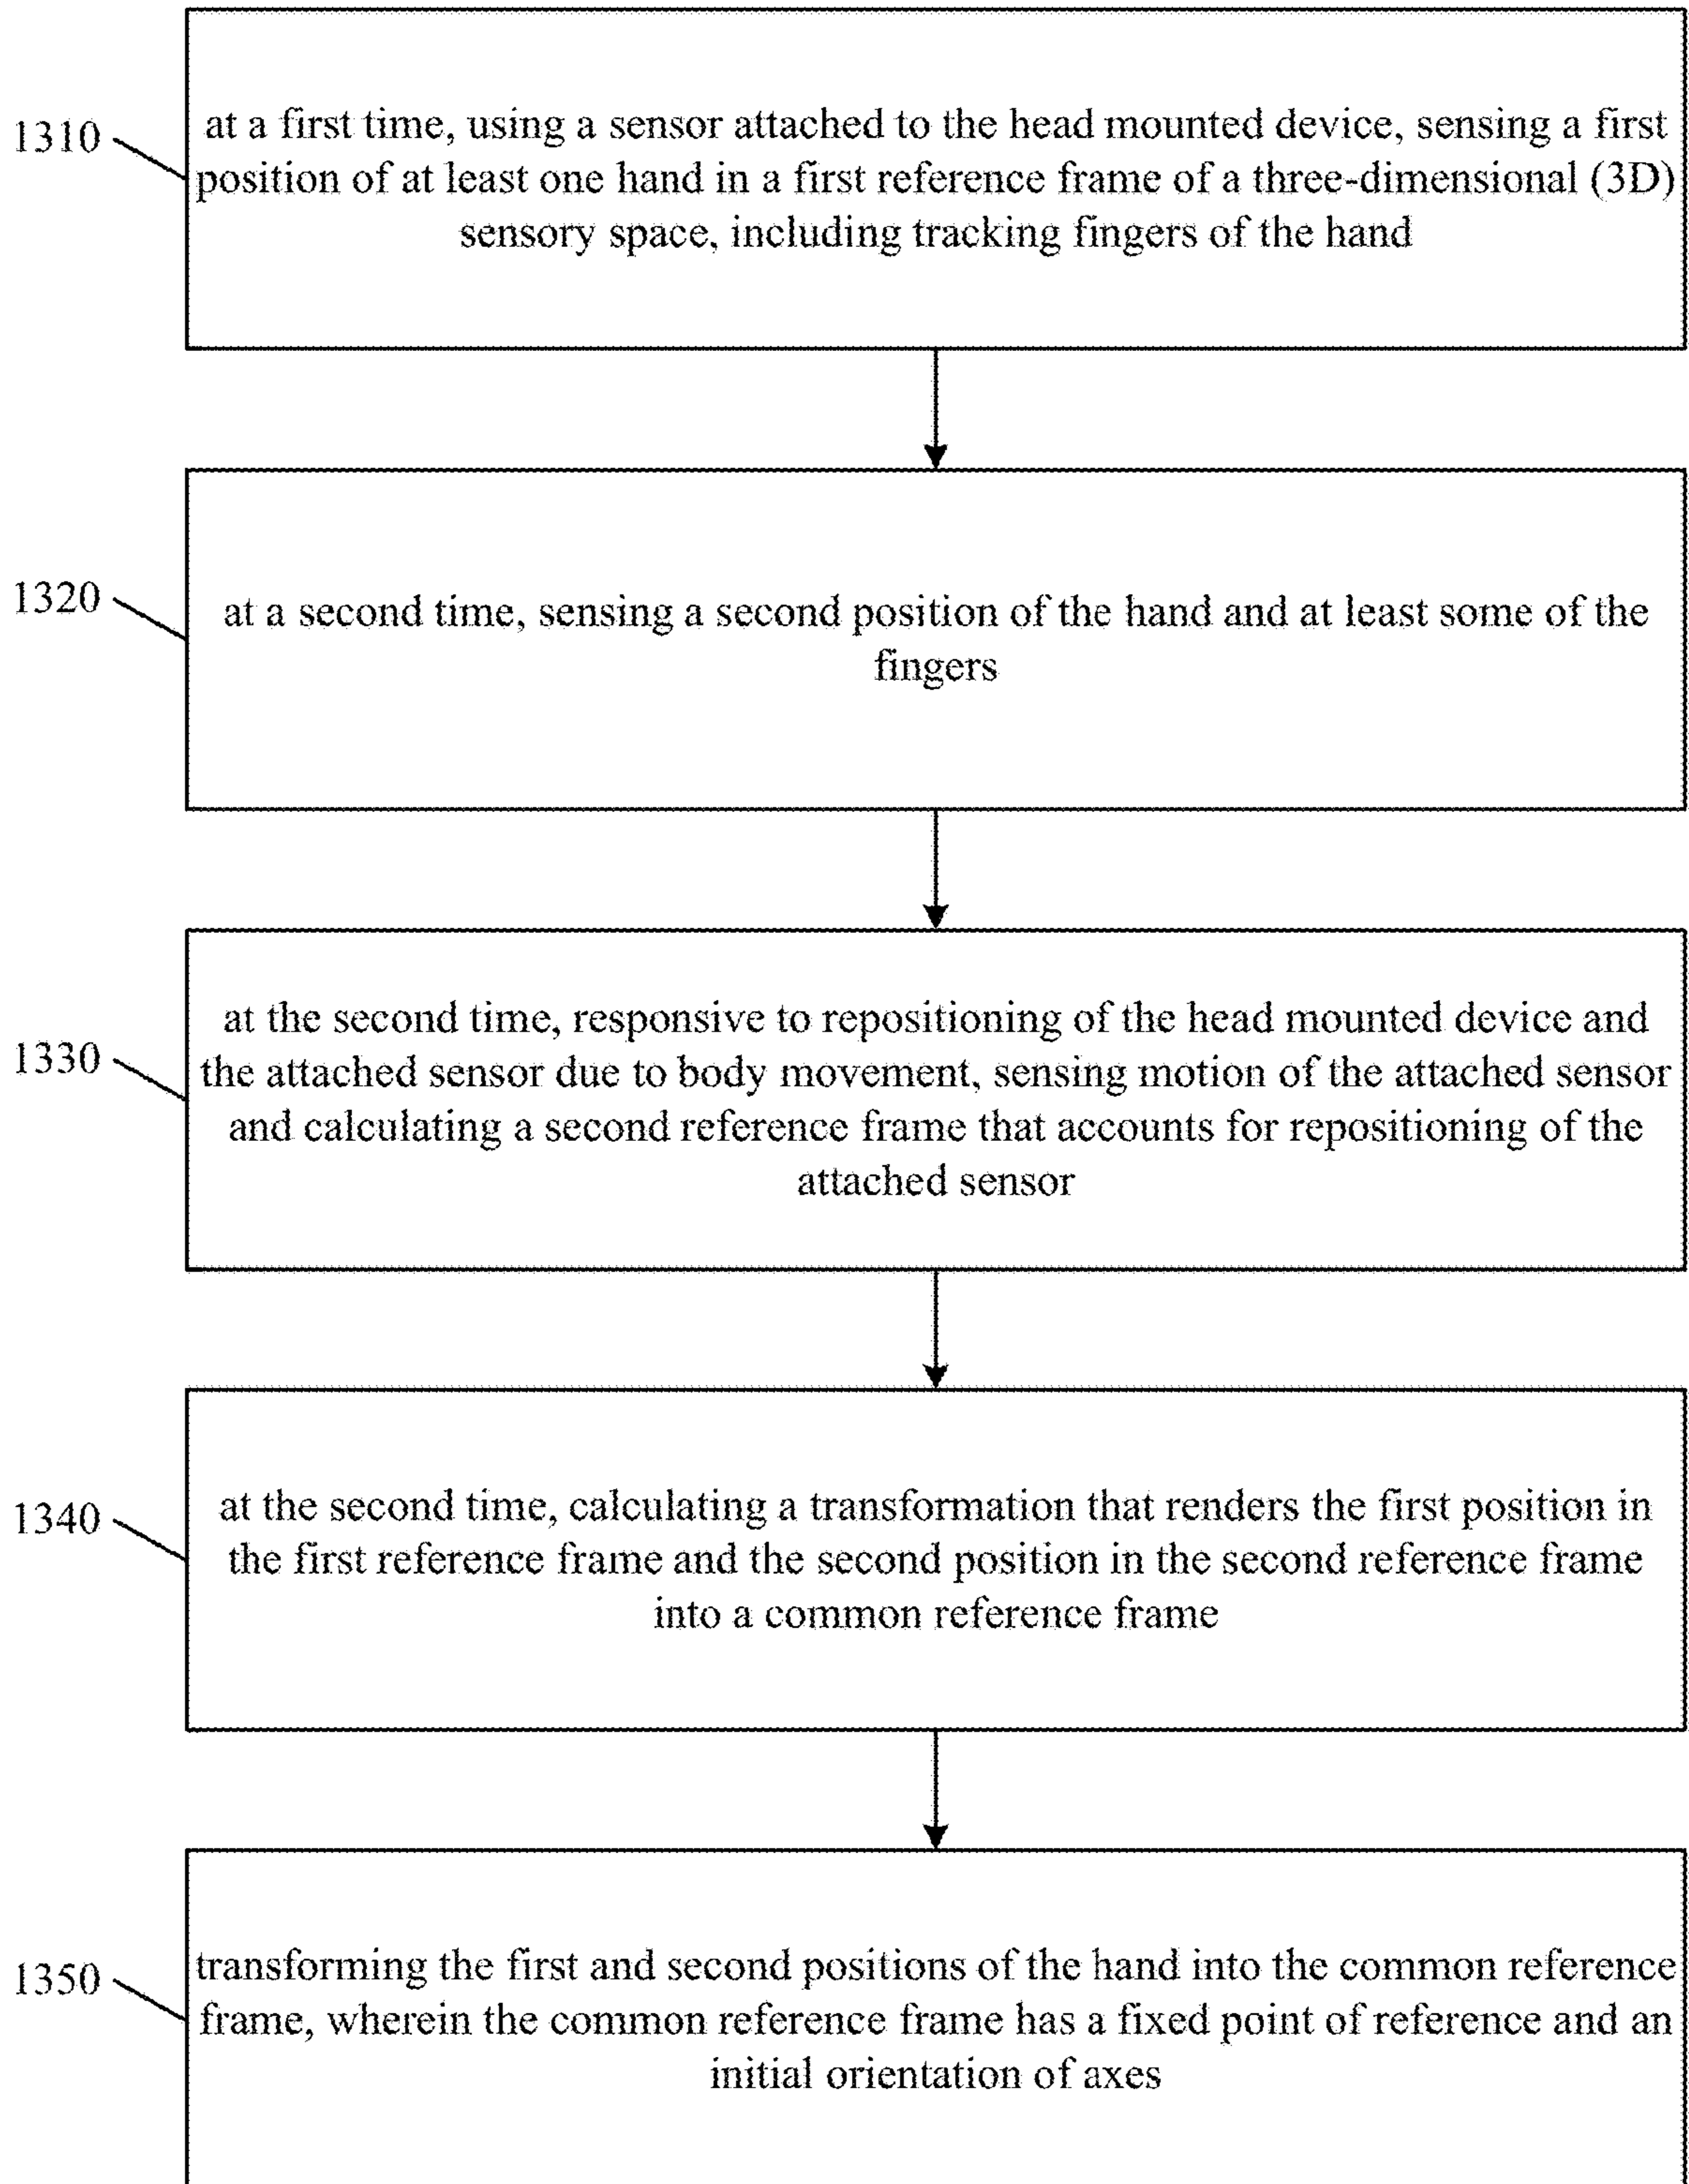 1310
at a first time, using a sensor attached to the head mounted device, sensing a first
position of at least one hand in a first reference frame of a three-dimensional (3D)
sensory space, including tracking fingers of the hand
1320
at a second time, sensing a second position of the hand and at least some of the
fingers
1330
at the second time, responsive to repositioning of the head mounted device and
the attached sensor due to body movement, sensing motion of the attached sensor
and calculating a second reference frame that accounts for repositioning of the
attached sensor
1340
at the second time, calculating a transformation that renders the first position in
the first reference frame and the second position in the second reference frame
into a common reference frame
1350
transforming the first and second positions of the hand into the common reference
frame, wherein the common reference frame has a fixed point of reference and an
initial orientation of axes